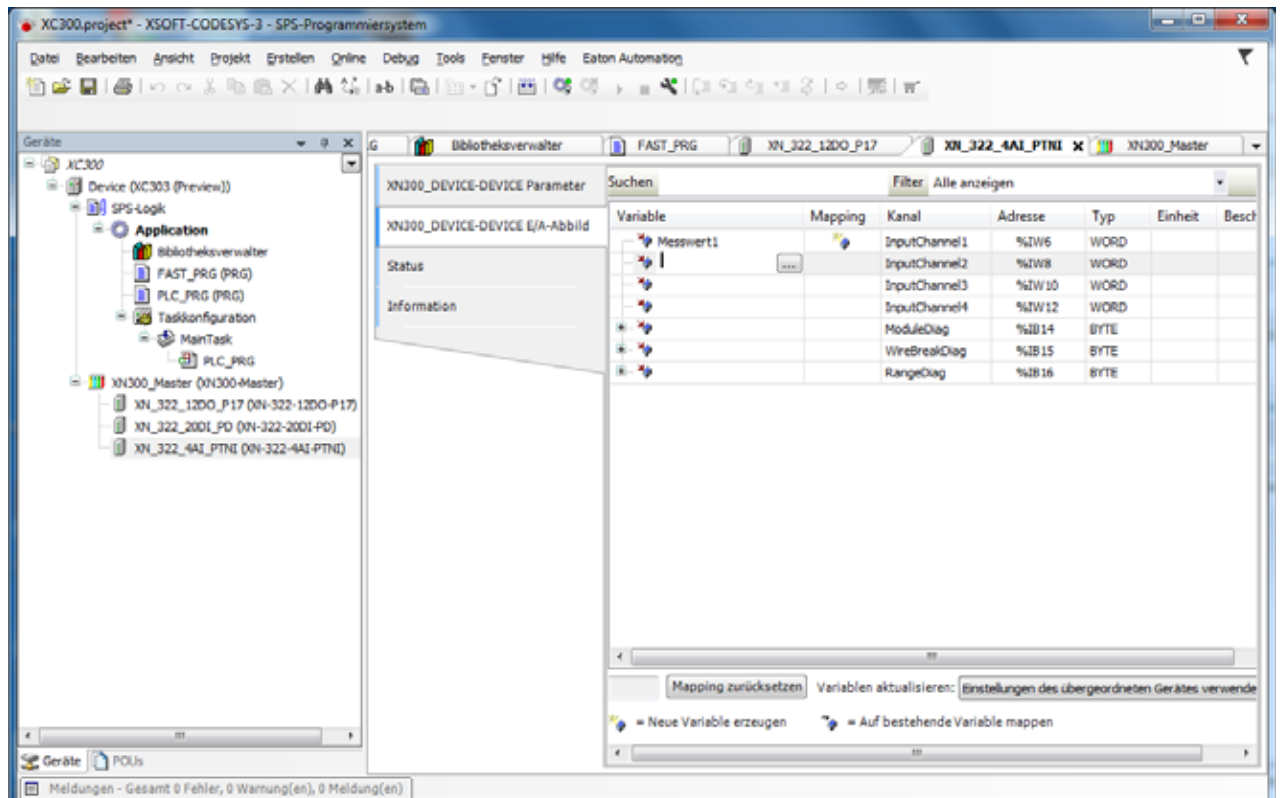 XC300.project* - XSOFT-CODESYS-3 - SPS-Programmiersystem
Datei Bearbeiten Ansicht Projekt Erstellen Online Debug Tools Fenster Hilfe Eaton Automation
Geräte
XC300
Device (XC303 (Preview))
SPS-Logik
Application
Bibliotheksverwalter
FAST_PRG (PRG)
PLC_PRG (PRG)
Taskkonfiguration
MainTask
PLC_PRG
XN300_Master (XN300-Master)
XN_322_12DO_P17 (XN-322-12DO-P17)
XN_322_20DI_PD (XN-322-20DI-PD)
XN_322_4AI_PTNI (XN-322-4AI-PTNI)
Geräte POUs
.G Bibliotheksverwalter FAST_PRG XN_322_12DO_P17 XN_322_4AI_PTNI XN300_Master
XN300_DEVICE-DEVICE Parameter
XN300_DEVICE-DEVICE E/A-Abbild
Status
Information
Suchen Filter Alle anzeigen
Variable Mapping Kanal Adresse Typ Einheit Besch
Messwert1 InputChannel1 %IW6 WORD
... InputChannel2 %IW8 WORD
InputChannel3 %IW10 WORD
InputChannel4 %IW12 WORD
ModuleDiag %IB14 BYTE
WireBreakDiag %IB15 BYTE
RangeDiag %IB16 BYTE
Mapping zurücksetzen Variablen aktualisieren: Einstellungen des übergeordneten Gerätes verwende
= Neue Variable erzeugen = Auf bestehende Variable mappen
Meldungen - Gesamt 0 Fehler, 0 Warnung(en), 0 Meldung(en)